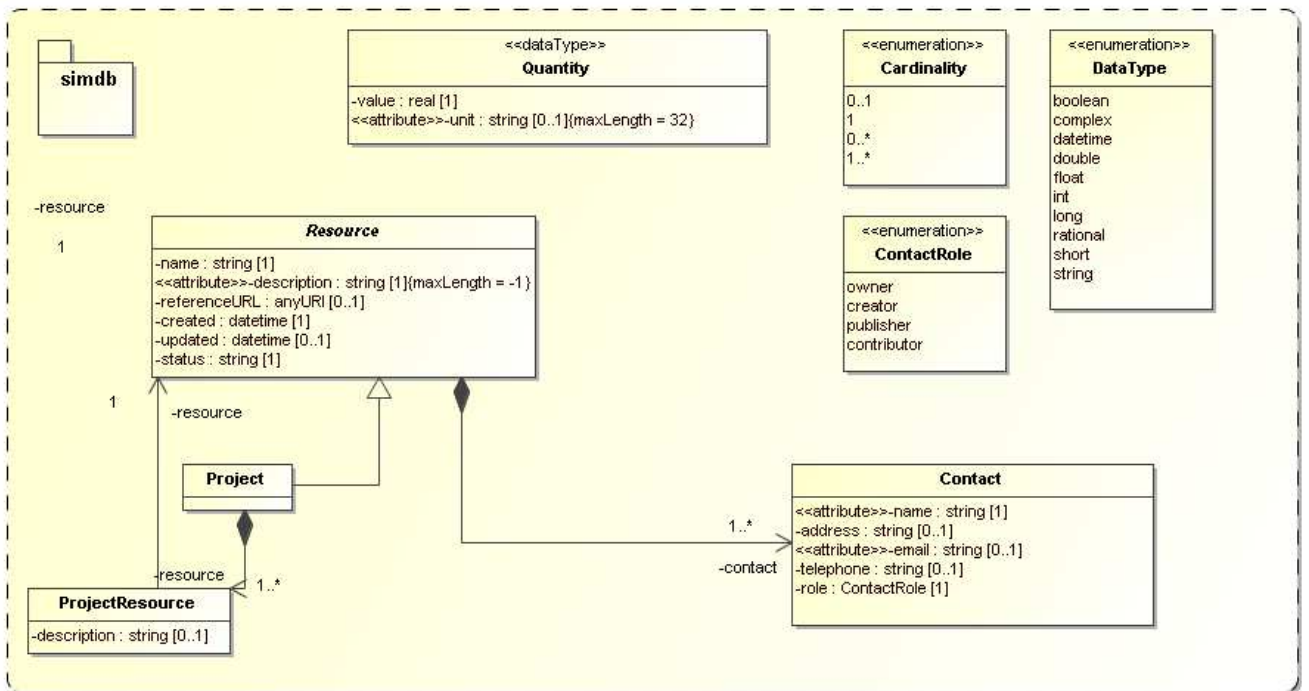 simdb
<<dataType>>
Quantity
-value : real [1]
<<attribute>>-unit : string [0..1]{maxLength = 32}
<<enumeration>>
Cardinality
0..1
1
0..*
1..*
<<enumeration>>
DataType
boolean
complex
datetime
double
float
int
long
rational
short
string
-resource
1
Resource
-name : string [1]
<<attribute>>-description : string [1]{maxLength = -1}
-referenceURL : anyURI [0..1]
-created : datetime [1]
-updated : datetime [0..1]
-status : string [1]
<<enumeration>>
ContactRole
owner
creator
publisher
contributor
1
-resource
Project
-resource
1..*
ProjectResource
-description : string [0..1]
1..*
-contact
Contact
<<attribute>>-name : string [1]
-address : string [0..1]
<<attribute>>-email : string [0..1]
-telephone : string [0..1]
-role : ContactRole [1]